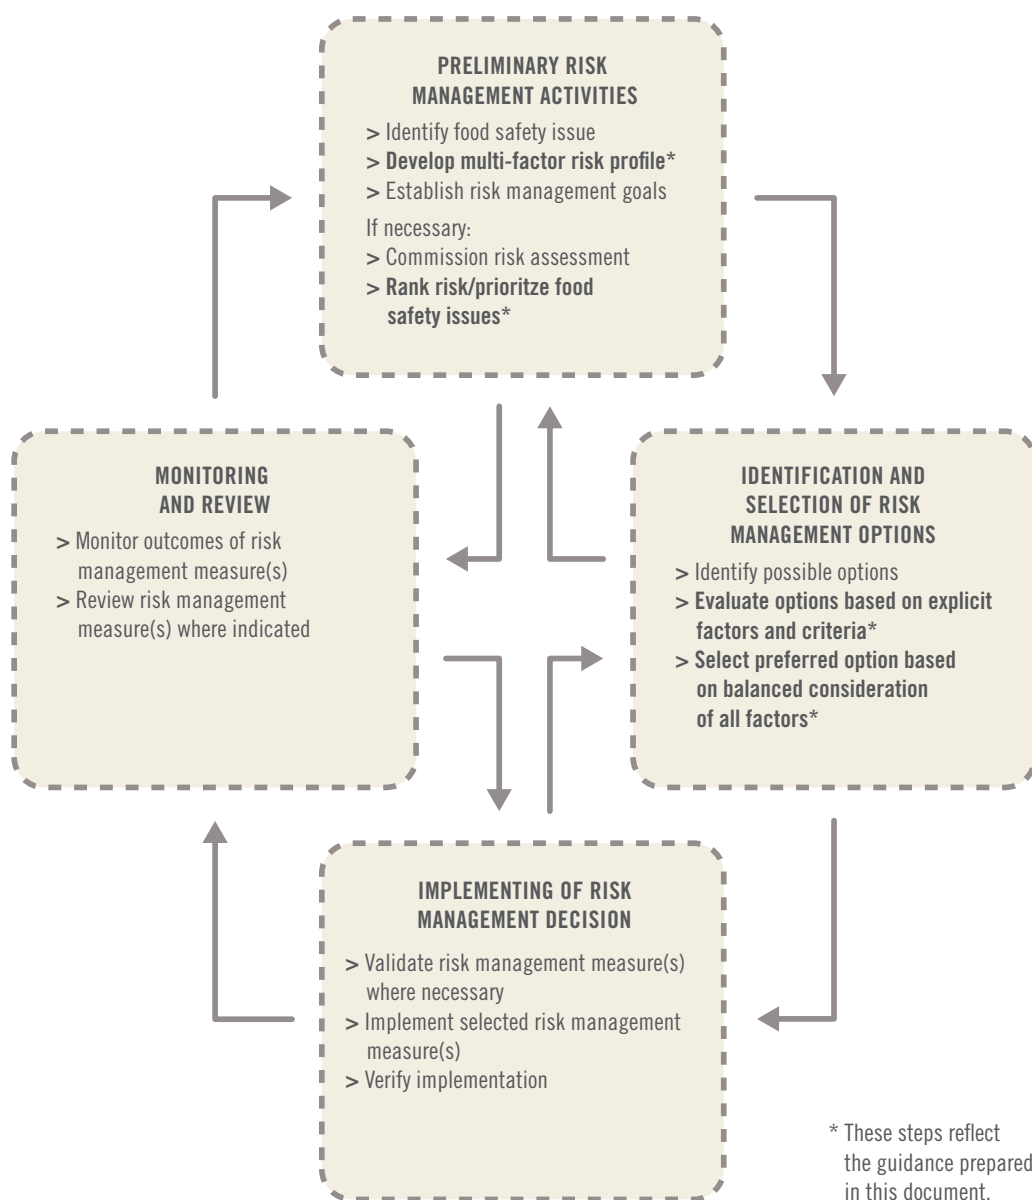 PRELIMINARY RISK
MANAGEMENT ACTIVITIES
> Identify food safety issue
> Develop multi-factor risk profile*
> Establish risk management goals
If necessary:
> Commission risk assessment
> Rank risk/prioritze food
safety issues*
MONITORING
AND REVIEW
> Monitor outcomes of risk
management measure(s)
> Review risk management
measure(s) where indicated
IDENTIFICATION AND
SELECTION OF RISK
MANAGEMENT OPTIONS
> Identify possible options
> Evaluate options based on explicit
factors and criteria*
> Select preferred option based
on balanced consideration
of all factors*
IMPLEMENTING OF RISK
MANAGEMENT DECISION
> Validate risk management measure(s)
where necessary
> Implement selected risk management
measure(s)
> Verify implementation
* These steps reflect
the guidance prepared
in this document.